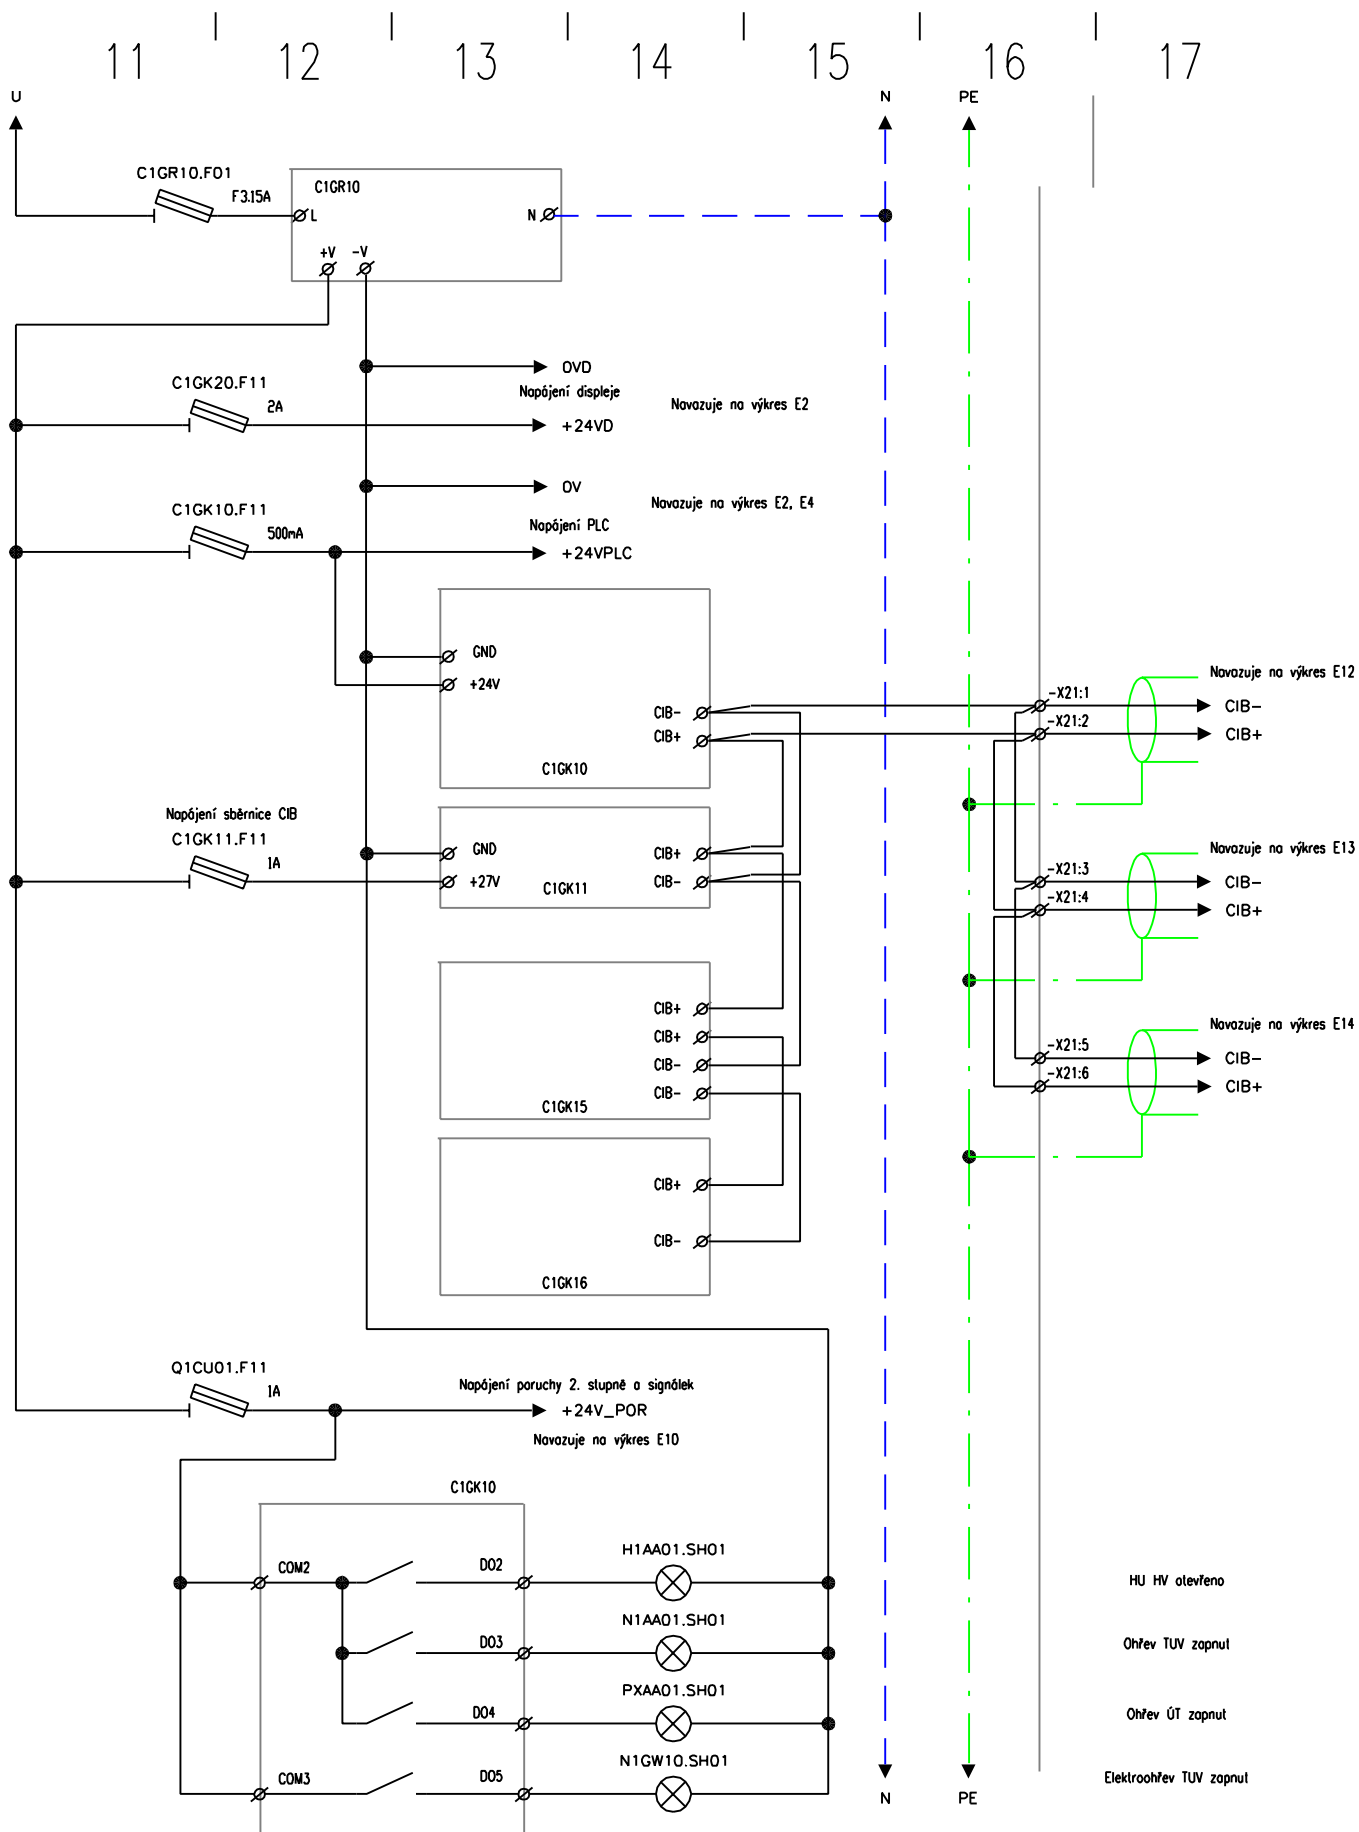 11 12 13 14 15 16 17
U N PE
C1GR10.F01
F3.15A
C1GR10
L N
+V -V
0VD
C1GK20.F11
2A
Napájení displeje
Navazuje na výkres E2
+24VD
0V
C1GK10.F11
500mA
Navazuje na výkres E2, E4
Napájení PLC
+24VPLC
GND
+24V
CIB-
CIB+
C1GK10
-X21:1
-X21:2
Navazuje na výkres E12
CIB-
CIB+
Napájení sběrnice CIB
C1GK11.F11
1A
GND
+27V
CIB+
CIB-
C1GK11
-X21:3
-X21:4
Navazuje na výkres E13
CIB-
CIB+
CIB+
CIB+
CIB-
CIB-
C1GK15
-X21:5
-X21:6
Navazuje na výkres E14
CIB-
CIB+
CIB+
CIB-
C1GK16
Q1CU01.F11
1A
Napájení poruchy 2. stupně a signálek
+24V_POR
Navazuje na výkres E10
C1GK10
COM2 DO2
H1AA01.SH01
HU HV otevřeno
DO3
N1AA01.SH01
Ohřev TUV zapnut
DO4
PXAA01.SH01
Ohřev ÚT zapnut
COM3 DO5
N1GW10.SH01
Elektroohřev TUV zapnut
N PE